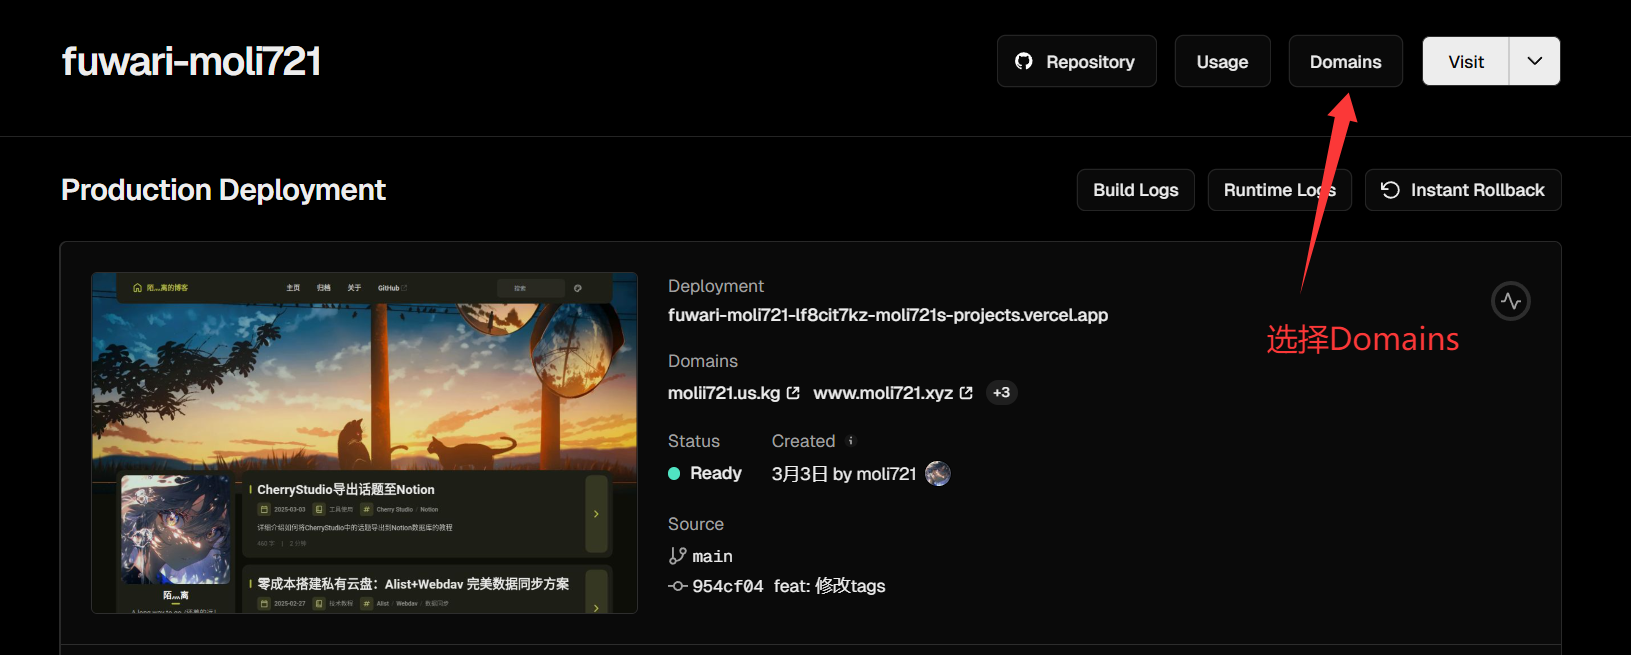 fuwari-moli721
Repository
Usage
Domains
Visit
Production Deployment
Build Logs
Runtime Logs
Instant Rollback
Deployment
fuwari-moli721-lf8cit7kz-moli721s-projects.vercel.app
Domains
molii721.us.kg
www.moli721.xyz
+3
Status
Created
Ready
3月3日 by moli721
Source
main
954cf04 feat: 修改tags
选择Domains
陌灬离的博客
主页
归档
关于
GitHub
搜索
CherryStudio导出话题至Notion
2025-03-03
工具使用
Cherry Studio / Notion
详细介绍如何将CherryStudio中的话题导出到Notion数据库的教程
零成本搭建私有云盘：Alist+Webdav 完美数据同步方案
2025-02-27
技术教程
Alist / Webdav / 数据同步
陌灬离